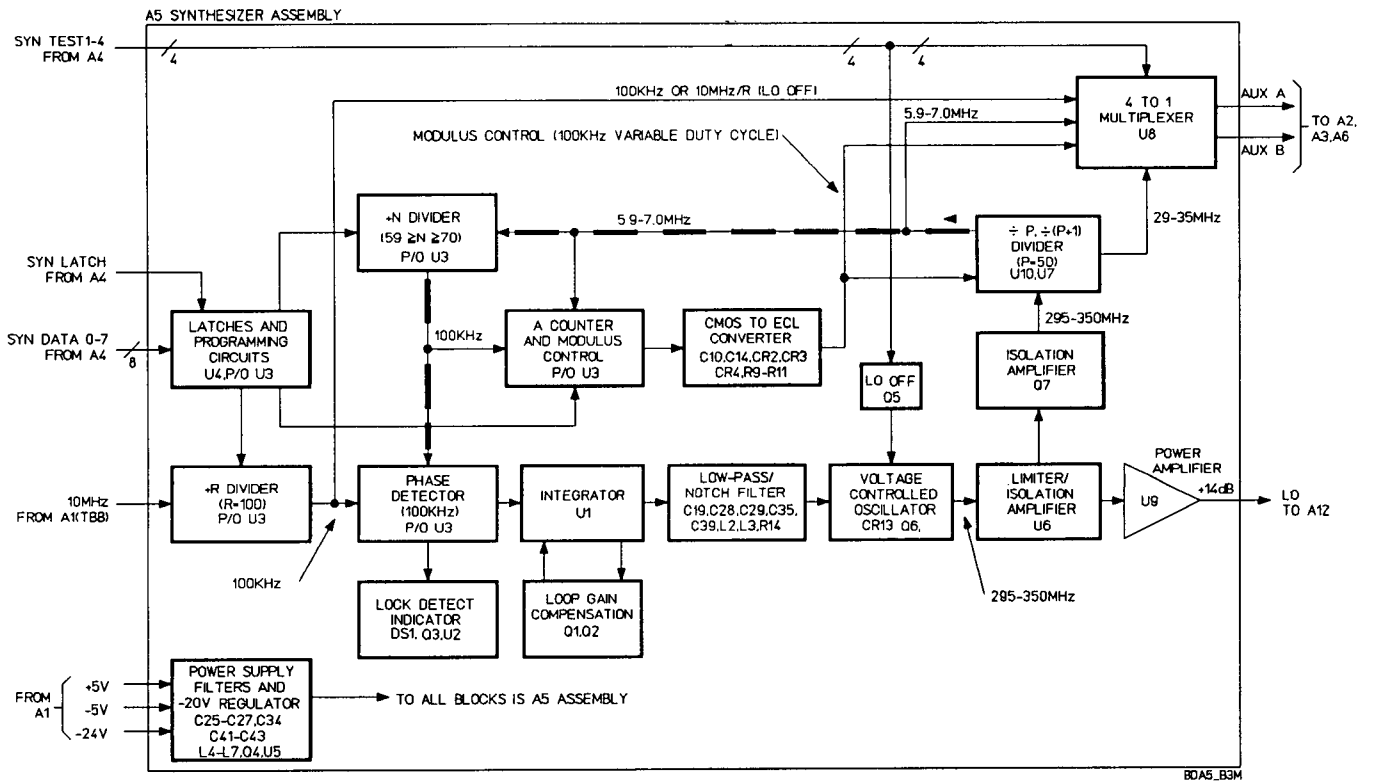 A5 SYNTHESIZER ASSEMBLY
SYN TEST1-4
FROM A4
4
4
4
100KHz OR 10MHz/R (LO OFF)
5.9-7.0MHz
4 TO 1
MULTIPLEXER
U8
AUX A
AUX B
TO A2,
A3,A6
MODULUS CONTROL (100KHz VARIABLE DUTY CYCLE)
29-35MHz
+N DIVIDER
(59 ≥N ≥70)
P/O U3
5.9-7.0MHz
÷ P, ÷(P+1)
DIVIDER
(P=50)
U10,U7
SYN LATCH
FROM A4
SYN DATA 0-7
FROM A4
8
LATCHES AND
PROGRAMMING
CIRCUITS
U4,P/O U3
100KHz
A COUNTER
AND MODULUS
CONTROL
P/O U3
CMOS TO ECL
CONVERTER
C10,C14,CR2,CR3
CR4,R9-R11
295-350MHz
ISOLATION
AMPLIFIER
Q7
LO OFF
Q5
10MHz
FROM A1(TBB)
+R DIVIDER
(R=100)
P/O U3
100KHz
PHASE
DETECTOR
(100KHz)
P/O U3
INTEGRATOR
U1
LOW-PASS/
NOTCH FILTER
C19,C28,C29,C35,
C39,L2,L3,R14
VOLTAGE
CONTROLLED
OSCILLATOR
CR13 Q6,
295-350MHz
LIMITER/
ISOLATION
AMPLIFIER
U6
POWER
AMPLIFIER
U9
+14dB
LO
TO A12
LOCK DETECT
INDICATOR
DS1, Q3,U2
LOOP GAIN
COMPENSATION
Q1,Q2
FROM
A1
+5V
-5V
-24V
POWER SUPPLY
FILTERS AND
-20V REGULATOR
C25-C27,C34
C41-C43
L4-L7,Q4,U5
TO ALL BLOCKS IS A5 ASSEMBLY
BDA5_B3M